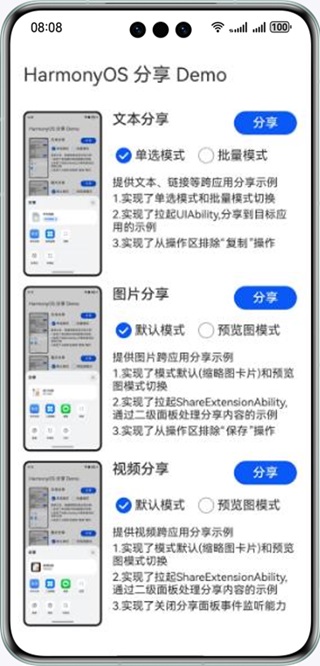 08:08
100
HarmonyOS 分享 Demo
文本分享
分享
单选模式
批量模式
提供文本、链接等跨应用分享示例
1.实现了单选模式和批量模式切换
2.实现了拉起UIAbility,分享到目标应
用的示例
3.实现了从操作区排除“复制”操作
图片分享
分享
默认模式
预览图模式
提供图片跨应用分享示例
1.实现了模式默认(缩略图卡片)和预览
图模式切换
2.实现了拉起ShareExtensionAbility,
通过二级面板处理分享内容的示例
3.实现了从操作区排除“保存”操作
视频分享
分享
默认模式
预览图模式
提供视频跨应用分享示例
1.实现了模式默认(缩略图卡片)和预览
图模式切换
2.实现了拉起ShareExtensionAbility,
通过二级面板处理分享内容的示例
3.实现了关闭分享面板事件监听能力